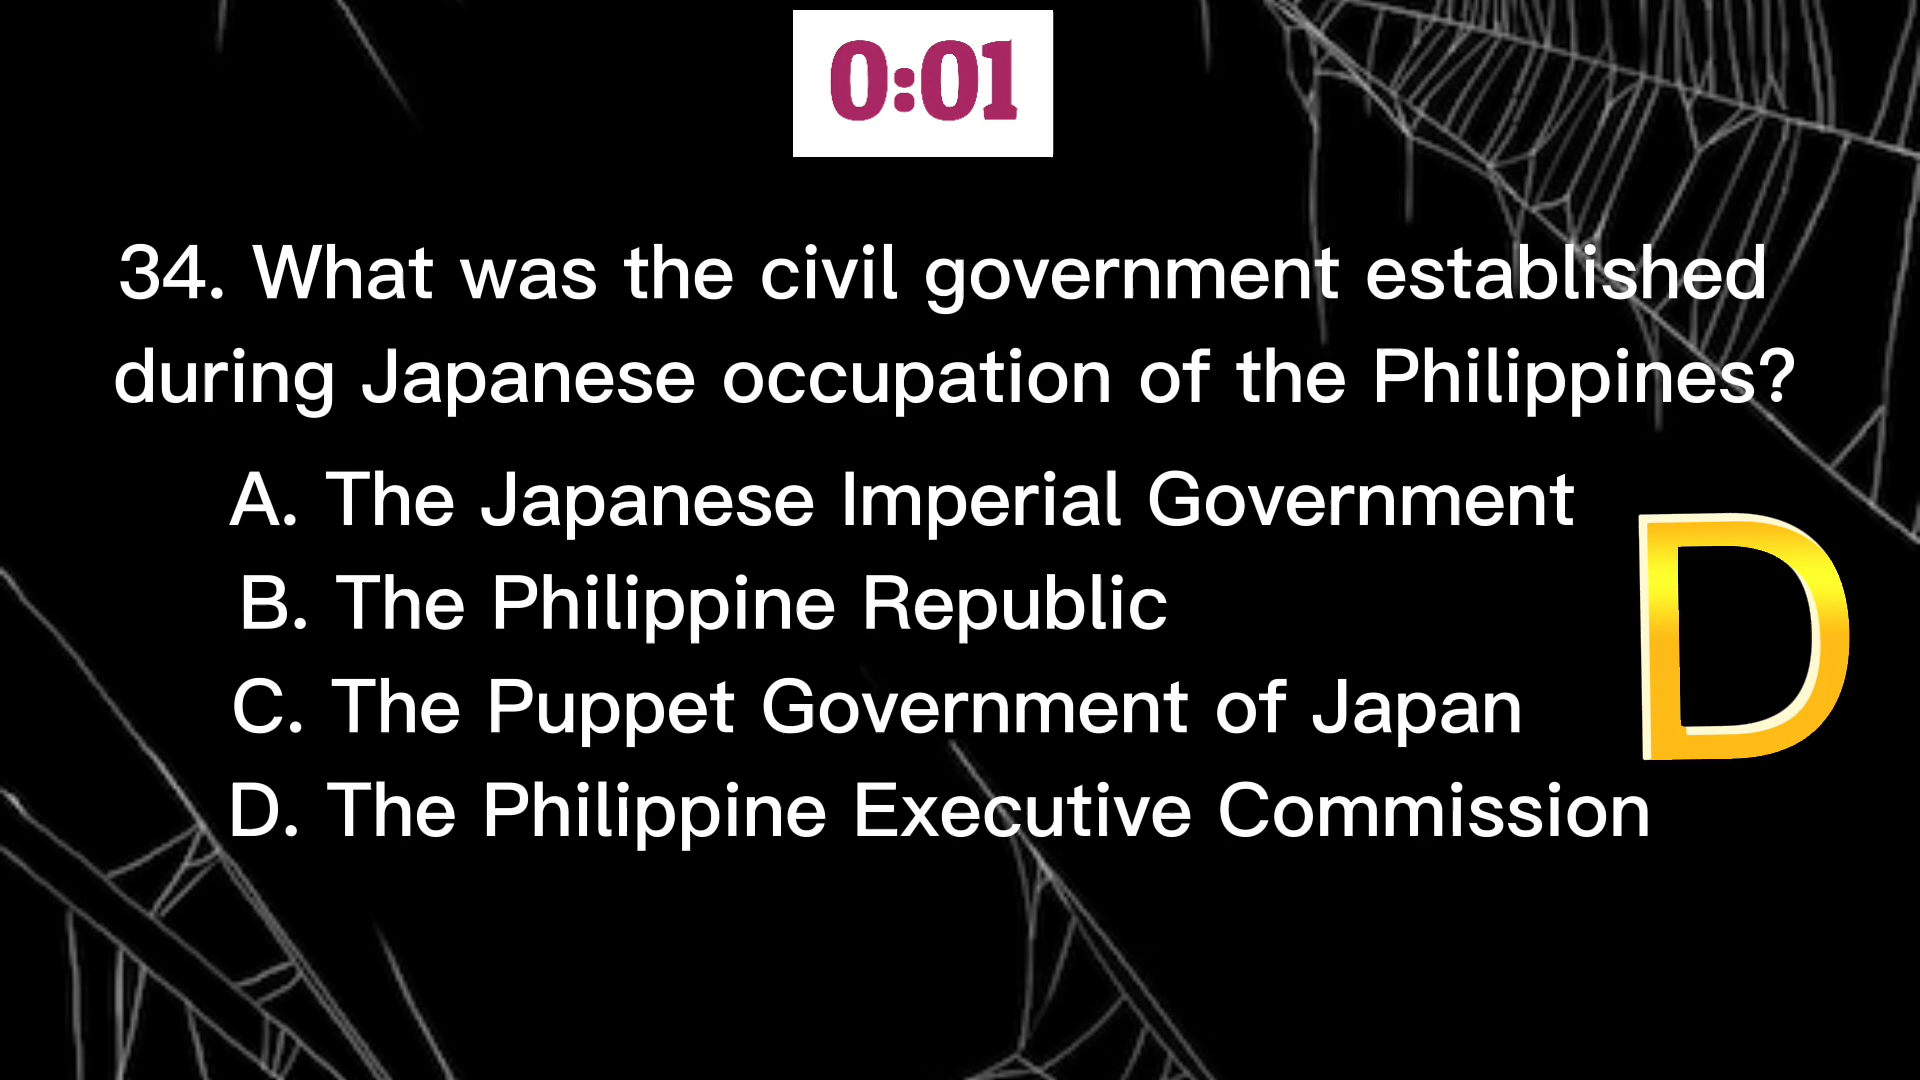 0:01
34. What was the civil government established
during Japanese occupation of the Philippines?
A. The Japanese Imperial Government
B. The Philippine Republic
C. The Puppet Government of Japan
D. The Philippine Executive Commission
D